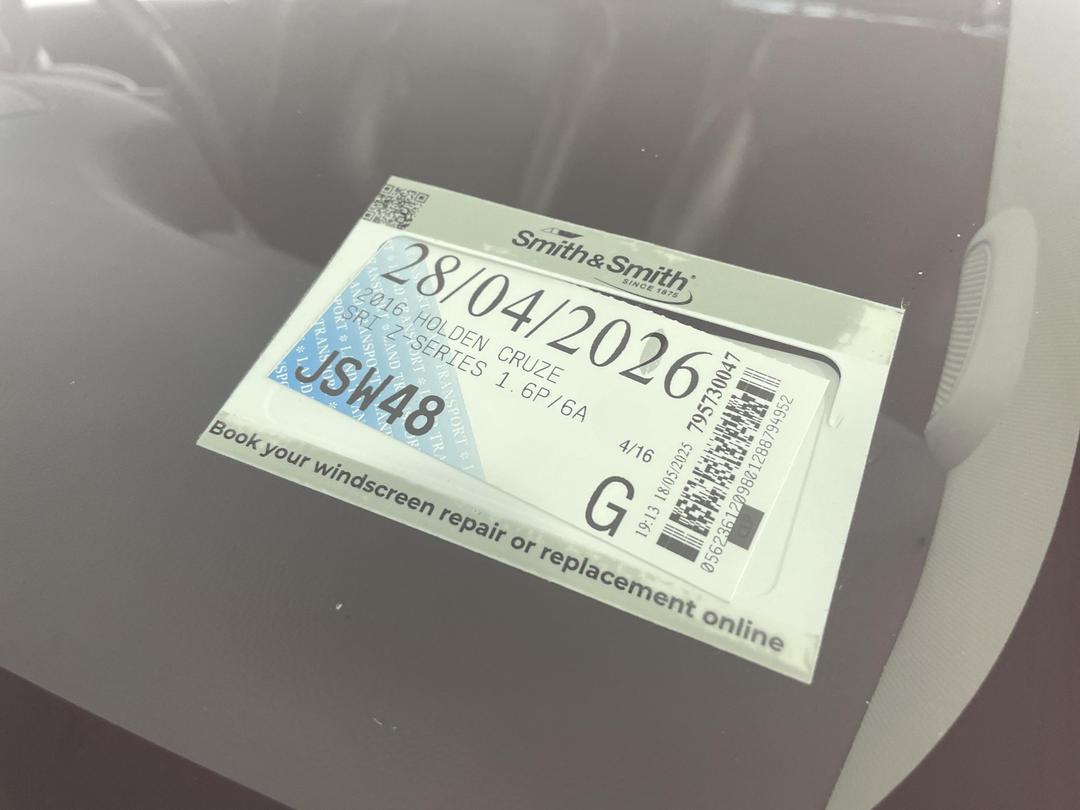 Smith&Smith®
SINCE 1875
28/04/2026
2016 HOLDEN CRUZE
SRI Z-SERIES 1.6P/6A
JSW48
4/16
G
19:13 18/05/2025 795730047
Book your windscreen repair or replacement online